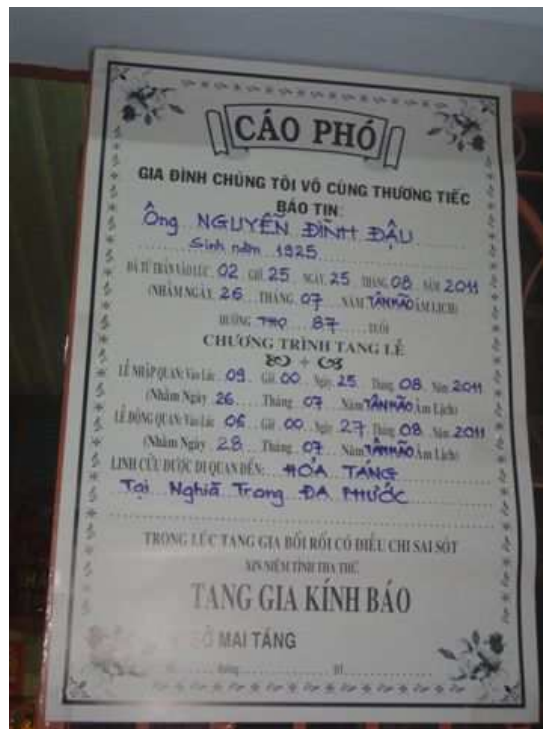 CÁO PHÓ
GIA ĐÌNH CHÚNG TÔI VÔ CÙNG THƯƠNG TIẾC
BÁO TIN:
Ông NGUYỄN ĐÌNH ĐẬU
Sinh năm 1925
ĐÃ TỪ TRẦN VÀO LÚC 02 GIỜ 25 NGÀY 25 THÁNG 08 NĂM 2011
(NHẰM NGÀY 26 THÁNG 07 NĂM TÂN MÃO ÂM LỊCH)
HƯỞNG THỌ 87 TUỔI
CHƯƠNG TRÌNH TANG LỄ
LỄ NHẬP QUAN: Vào Lúc 09 Giờ 00 Ngày 25 Tháng 08 Năm 2011
(Nhằm Ngày 26 Tháng 07 Năm TÂN MÃO Âm Lịch)
LỄ ĐỘNG QUAN: Vào Lúc 06 Giờ 00 Ngày 27 Tháng 08 Năm 2011
(Nhằm Ngày 28 Tháng 07 Năm TÂN MÃO Âm Lịch)
LINH CỮU ĐƯỢC DI QUAN ĐẾN: HỎA TÁNG
Tại Nghĩa Trang ĐA PHƯỚC
TRONG LÚC TANG GIA BỐI RỐI CÓ ĐIỀU CHI SAI SÓT
XIN NIỆM TÌNH THA THỨ
TANG GIA KÍNH BÁO
SỞ MAI TÁNG